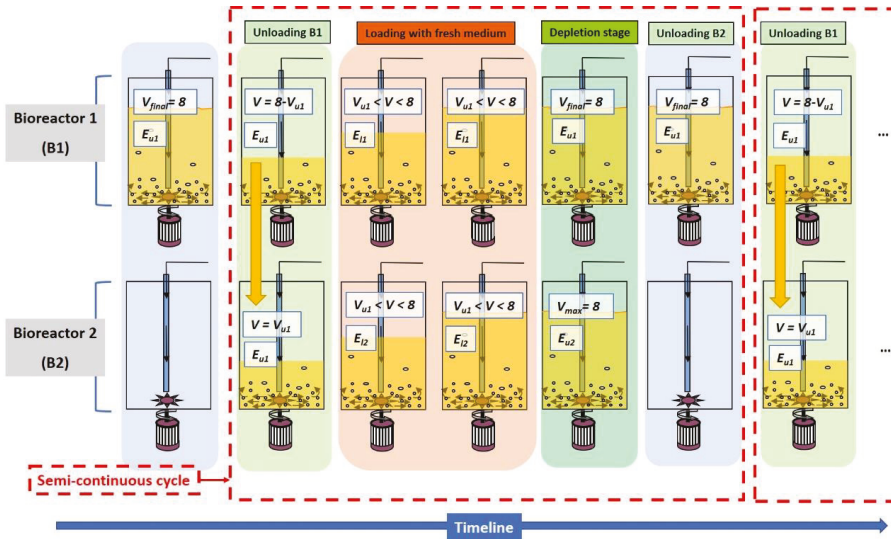 Unloading B1
Loading with fresh medium
Depletion stage
Unloading B2
Unloading B1
Bioreactor 1
(B1)
V_final = 8
E_u1
V = 8-V_u1
E_u1
V_u1 < V < 8
E_l1
V_u1 < V < 8
E_l1
V_final = 8
E_u1
V_final = 8
E_u1
V = 8-V_u1
E_u1
...
Bioreactor 2
(B2)
V = V_u1
E_u1
V_u1 < V < 8
E_l2
V_u1 < V < 8
E_l2
V_max = 8
E_u2
V = V_u1
E_u1
...
Semi-continuous cycle
Timeline